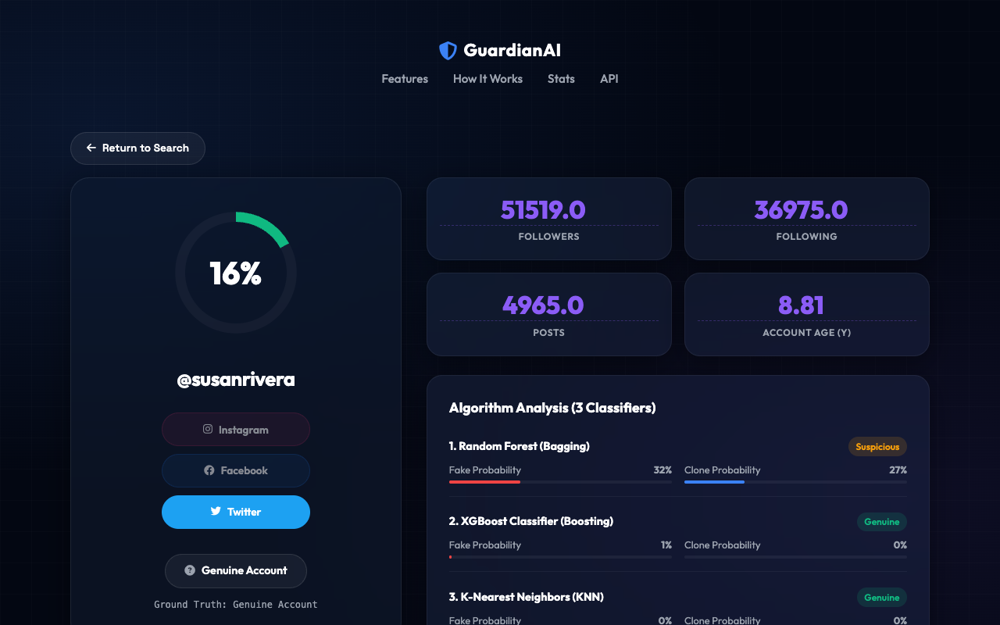 GuardianAI
Features How It Works Stats API
Return to Search
16%
@susanrivera
Instagram
Facebook
Twitter
Genuine Account
Ground Truth: Genuine Account
51519.0
FOLLOWERS
36975.0
FOLLOWING
4965.0
POSTS
8.81
ACCOUNT AGE (Y)
Algorithm Analysis (3 Classifiers)
1. Random Forest (Bagging) Suspicious
Fake Probability 32% Clone Probability 27%
2. XGBoost Classifier (Boosting) Genuine
Fake Probability 1% Clone Probability 0%
3. K-Nearest Neighbors (KNN) Genuine
Fake Probability 0% Clone Probability 0%